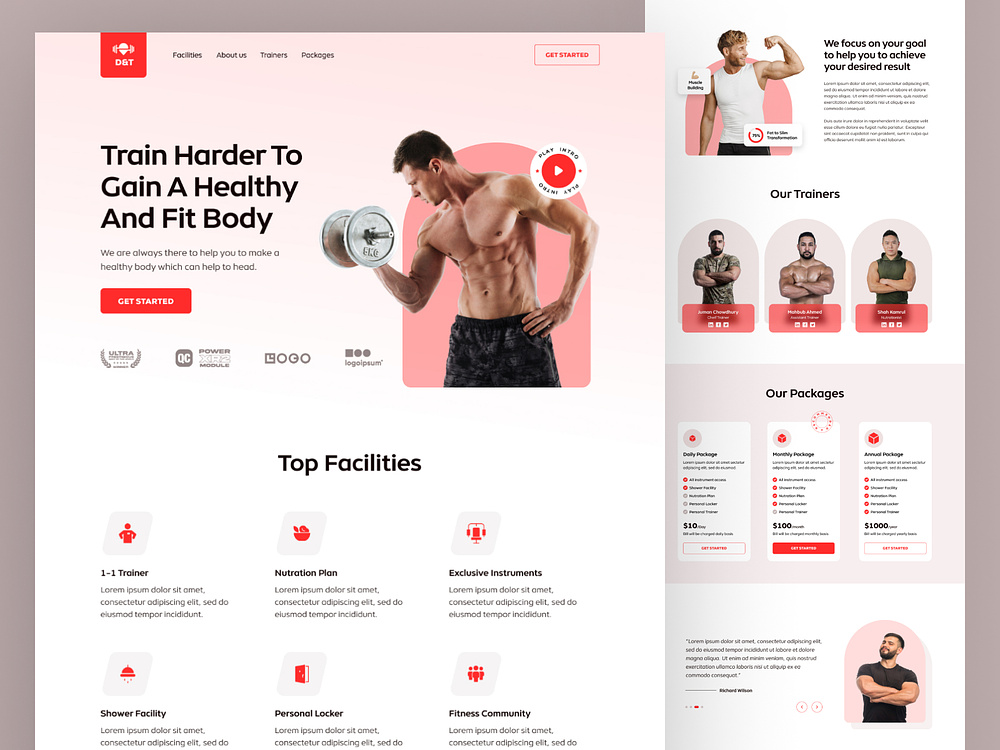 D&T
Facilities
About us
Trainers
Packages
GET STARTED
Train Harder To
Gain A Healthy
And Fit Body
We are always there to help you to make a
healthy body which can help to head.
GET STARTED
PLAY INTRO
PLAY INTRO
5KG
ULTRA
QC
POWER
XR2
MODULE
LOGO
logoipsum
Top Facilities
1-1 Trainer
Lorem ipsum dolor sit amet,
consectetur adipiscing elit, sed do
eiusmod tempor incididunt.
Nutration Plan
Lorem ipsum dolor sit amet,
consectetur adipiscing elit, sed do
eiusmod tempor incididunt.
Exclusive Instruments
Lorem ipsum dolor sit amet,
consectetur adipiscing elit, sed do
eiusmod tempor incididunt.
Shower Facility
Lorem ipsum dolor sit amet,
consectetur adipiscing elit, sed do
Personal Locker
Lorem ipsum dolor sit amet,
consectetur adipiscing elit, sed do
Fitness Community
Lorem ipsum dolor sit amet,
consectetur adipiscing elit, sed do
Muscle
Building
75%
Fat to Slim
Transformation
We focus on your goal
to help you to achieve
your desired result
Lorem ipsum dolor sit amet, consectetur adipiscing elit,
sed do eiusmod tempor incididunt ut labore et dolore
magna aliqua. Ut enim ad minim veniam, quis nostrud
exercitation ullamco laboris nisi ut aliquip ex ea
commodo consequat.
Duis aute irure dolor in reprehenderit in voluptate velit
esse cillum dolore eu fugiat nulla pariatur. Excepteur
sint occaecat cupidatat non proident, sunt in culpa qui
officia deserunt mollit anim id est laborum.
Our Trainers
Juman Chowdhury
Chief Trainer
Mahbub Ahmed
Assistant Trainer
Shah Kamrul
Nutrationist
Our Packages
Daily Package
Lorem ipsum dolor sit amet, consectetur
adipiscing elit, sed do eiusmod
All instrument access
Shower Facility
Nutration Plan
Personal Locker
Personal Trainer
$10/day
Bill will be charged daily basis
GET STARTED
Monthly Package
Lorem ipsum dolor sit amet, consectetur
adipiscing elit, sed do eiusmod
All instrument access
Shower Facility
Nutration Plan
Personal Locker
Personal Trainer
$100/month
Bill will be charged monthly basis
GET STARTED
Annual Package
Lorem ipsum dolor sit amet, consectetur
adipiscing elit, sed do eiusmod
All instrument access
Shower Facility
Nutration Plan
Personal Locker
Personal Trainer
$1000/year
Bill will be charged yearly basis
GET STARTED
"Lorem ipsum dolor sit amet, consectetur adipiscing elit,
sed do eiusmod tempor incididunt ut labore et dolore
magna aliqua. Ut enim ad minim veniam, quis nostrud
exercitation ullamco laboris nisi ut aliquip ex ea
commodo consequat."
Richard Wilson